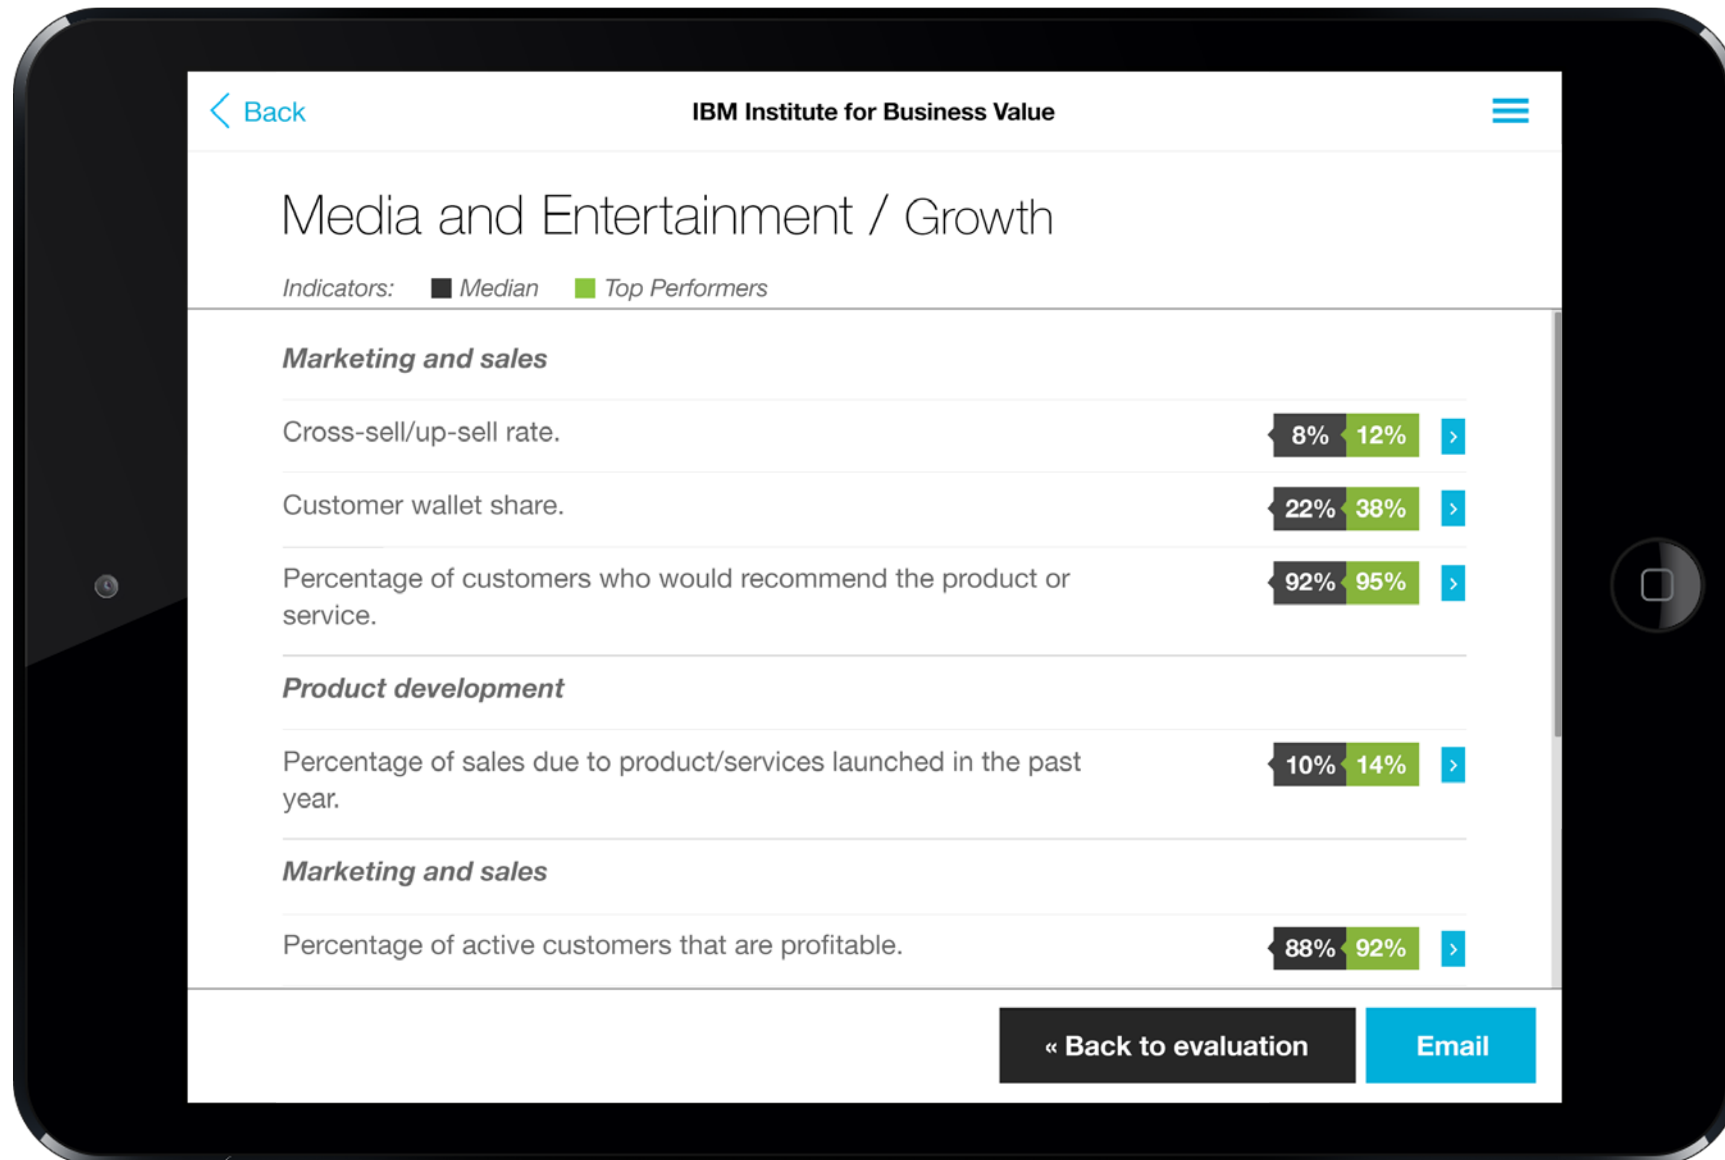 Back
IBM Institute for Business Value
Media and Entertainment / Growth
Indicators: Median Top Performers
Marketing and sales
Cross-sell/up-sell rate. 8% 12%
Customer wallet share. 22% 38%
Percentage of customers who would recommend the product or 92% 95%
service.
Product development
Percentage of sales due to product/services launched in the past 10% 14%
year.
Marketing and sales
Percentage of active customers that are profitable. 88% 92%
« Back to evaluation Email